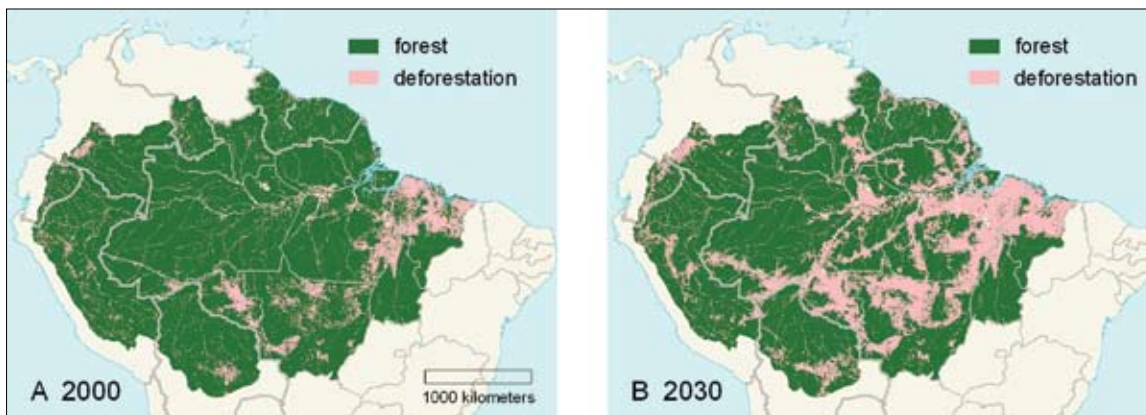 forest
deforestation
A 2000
1000 kilometers
forest
deforestation
B 2030